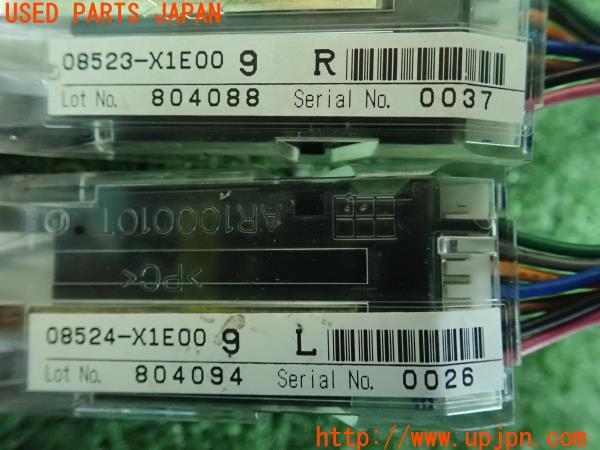 USED PARTS JAPAN
08523-X1E00 9 R
Lot No. 804088 Serial No. 0037
AR1000101
>PC<
08524-X1E00 9 L
Lot No. 804094 Serial No. 0026
http://www.upjpn.com/